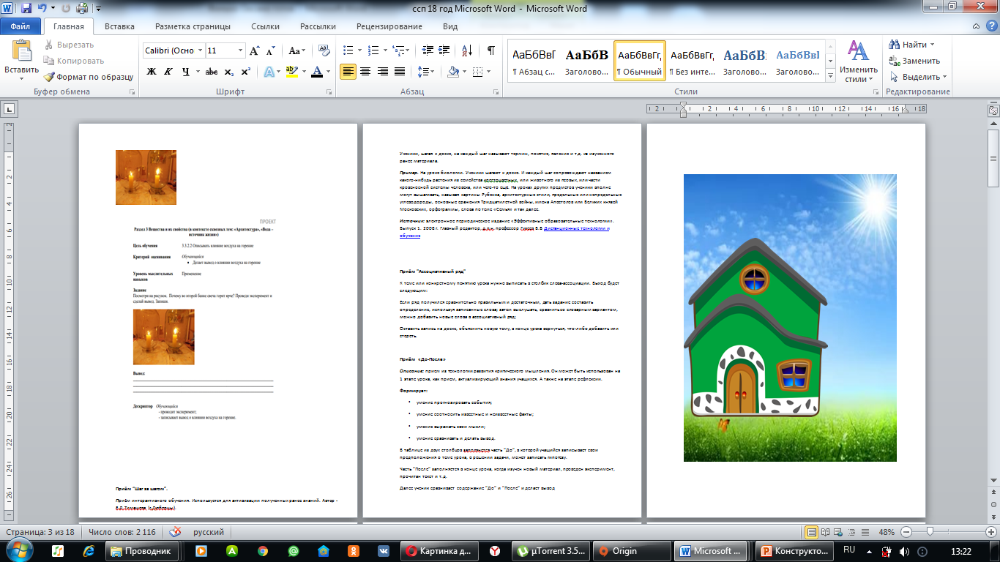 ссп 18 год Microsoft Word - Microsoft Word
Файл Главная Вставка Разметка страницы Ссылки Рассылки Рецензирование Вид
Вставить
Вырезать
Копировать
Формат по образцу
Буфер обмена
Calibri (Осно 11
Шрифт
Абзац
АаБбВвГ АаБбВ АаБбВвГг, АаБбВвГг, АаБбВ АаБбВвІ
¶ Абзац с... Заголово... ¶ Обычный ¶ Без инте... Заголово... Заголово...
Изменить стили
Стили
Найти
Заменить
Выделить
Редактирование
ПРОЕКТ
Раздел 3 Вещества и их свойства (в контексте сквозных тем: «Архитектура», «Вода –
источник жизни»)
Цель обучения 3.3.2.2 Описывать влияние воздуха на горение
Критерий оценивания Обучающийся
• Делает вывод о влиянии воздуха на горение
Уровень мыслительных Применение
навыков
Задание
Посмотри на рисунок. Почему во второй банке свеча горит ярче? Проведи эксперимент и
сделай вывод. Запиши.
Вывод:
Дескриптор Обучающийся
- проводит эксперимент;
- записывает вывод о влиянии воздуха на горение.
Приём "Шаг за шагом".
Приём интерактивного обучения. Используется для активизации полученных ранее знаний. Автор -
Е.Д.Тимашева (г.Люберцы).
Ученики, шагая к доске, на каждый шаг называют термин, понятие, явление и т.д. из изученного
ранее материала.
Пример. На уроке биологии. Ученики шагают к доске. И каждый шаг сопровождают названием
какого-нибудь растения из семейства крестоцветных, или животного из псовых, или части
кровеносной системы человека, или чего-то ещё. На уроках других предметов ученики вполне
могут вышагивать, называя картины Рубенса, архитектурные стили, предельные или непредельные
углеводороды, основные сражения Тридцатилетней войны, имена Апостолов или Великих князей
Московских, орфограммы, слова по теме «Семья» и так далее.
Источник: электронное периодическое издание «Эффективные образовательные технологии».
Выпуск 1. 2008 г. Главный редактор, д.п.н. профессор Гузеев В.В Дистанционные технологии и
обучение
Приём "Ассоциативный ряд"
К теме или конкретному понятию урока нужно выписать в столбик слова-ассоциации. Выход будет
следующим:
Если ряд получился сравнительно правильным и достаточным, дать задание составить
определение, используя записанные слова; затем выслушать, сравнить со словарным вариантом,
можно добавить новые слова в ассоциативный ряд;
Оставить запись на доске, объяснить новую тему, в конце урока вернуться, что-либо добавить или
стереть.
Приём «До-После»
Описание: прием из технологии развития критического мышления. Он может быть использован на
1 этапе урока, как прием, актуализирующий знания учащихся. А также на этапе рефлексии.
Формирует:
• умение прогнозировать события;
• умение соотносить известные и неизвестные факты;
• умение выражать свои мысли;
• умение сравнивать и делать вывод.
В таблице из двух столбцов заполняется часть "До", в которой учащийся записывает свои
предположения о теме урока, о решении задачи, может записать гипотезу.
Часть "После" заполняется в конце урока, когда изучен новый материал, проведен эксперимент,
прочитан текст и т.д.
Далее ученик сравнивает содержание "До" и "После" и делает вывод
Страница: 3 из 18 Число слов: 2 116 русский 48%
Проводник Картинка д... µTorrent 3.5... Origin Microsoft ... Конструкто... RU 13:22